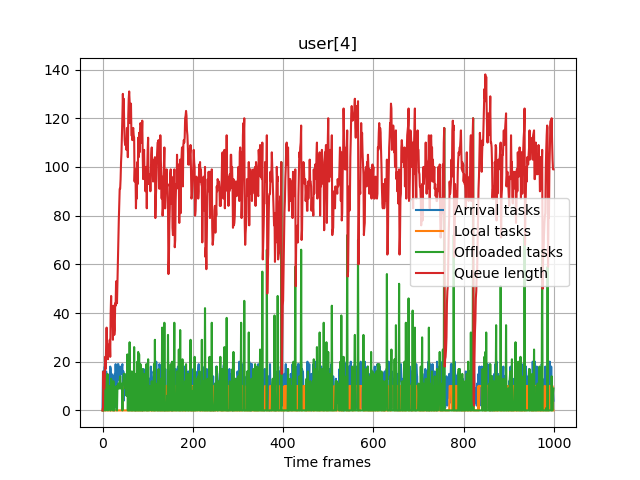 user[4]
140
120
100
80
60
40
20
0
Arrival tasks
Local tasks
Offloaded tasks
Queue length
0 200 400 600 800 1000
Time frames